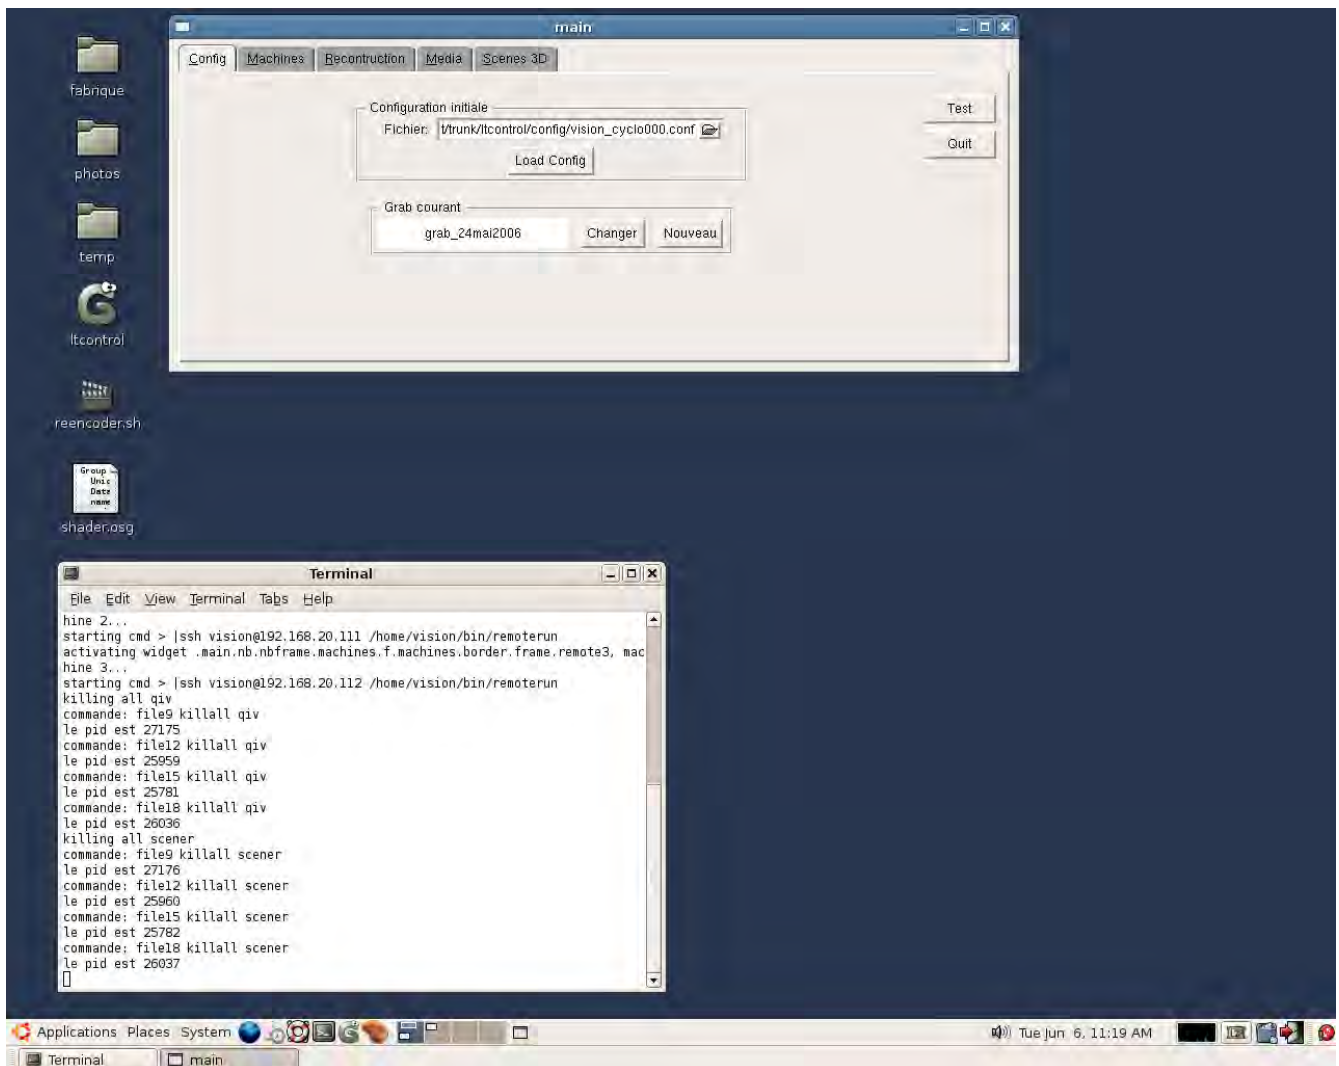 main
Config Machines Recontruction Media Scenes 3D
fabrique
photos
temp
ltcontrol
reencoder.sh
Group
Unic
Data
name
shader.osg
Configuration initiale
Fichier: t/trunk/ltcontrol/config/vision_cyclo000.conf
Load Config
Grab courant
grab_24mai2006 Changer Nouveau
Test
Quit
Terminal
File Edit View Terminal Tabs Help
hine 2...
starting cmd > |ssh vision@192.168.20.111 /home/vision/bin/remoterun
activating widget .main.nb.nbframe.machines.f.machines.border.frame.remote3, mac
hine 3...
starting cmd > |ssh vision@192.168.20.112 /home/vision/bin/remoterun
killing all qiv
commande: file9 killall qiv
le pid est 27175
commande: file12 killall qiv
le pid est 25959
commande: file15 killall qiv
le pid est 25781
commande: file18 killall qiv
le pid est 26036
killing all scener
commande: file9 killall scener
le pid est 27176
commande: file12 killall scener
le pid est 25960
commande: file15 killall scener
le pid est 25782
commande: file18 killall scener
le pid est 26037
Applications Places System
Tue Jun 6, 11:19 AM
Terminal
main